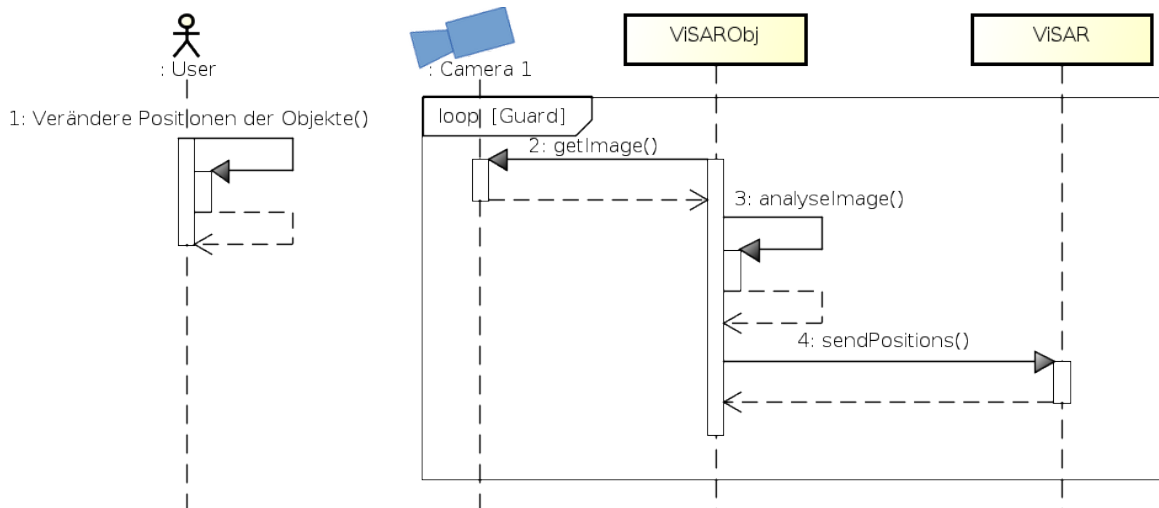 : User
: Camera 1
ViSARObj
ViSAR
1: Verändere Positionen der Objekte()
loop [Guard]
2: getImage()
3: analyseImage()
4: sendPositions()